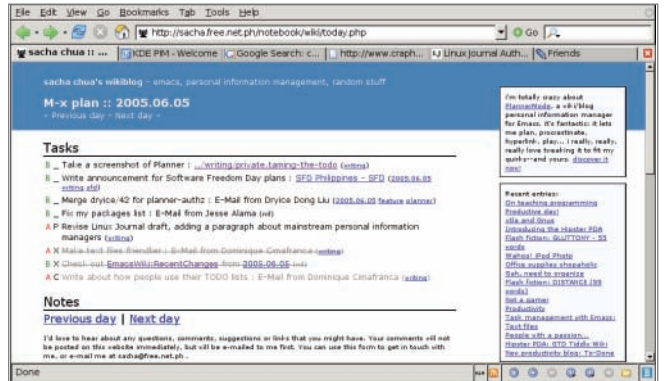 File Edit View Go Bookmarks Tab Tools Help
http://sacha.free.net.ph/notebook/wiki/today.php
Go
sacha chua :: ...
KDE PIM - Welcome
Google Search: c...
http://www.craph...
Linux Journal Auth...
Friends
sacha chua's wikiblog - emacs, personal information management, random stuff
M-x plan :: 2005.06.05
« Previous day - Next day »
Tasks
B _ Take a screenshot of Planner : .../writing/private.taming-the-todo (writing)
B _ Write announcement for Software Freedom Day plans : SFD Philippines - SFD (2005.06.05
writing sfd)
B _ Merge dryice/42 for planner-authz : E-Mail from Dryice Dong Liu (2005.06.05 feature planner)
B _ Fix my packages list : E-Mail from Jesse Alama (nil)
A P Revise Linux Journal draft, adding a paragraph about mainstream personal information
managers (writing)
A X Make text files friendlier : E-Mail from Dominique Cimafranca (writing)
B X Check out EmacsWiki:RecentChanges from 2005.06.05 (nil)
A C Write about how people use their TODO lists : E-Mail from Dominique Cimafranca (writing)
Notes
Previous day | Next day
I'd love to hear about any questions, comments, suggestions or links that you might have. Your comments will not
be posted on this website immediately, but will be e-mailed to me first. You can use this form to get in touch with
me, or e-mail me at sacha@free.net.ph .
I'm totally crazy about
PlannerMode, a wiki/blog
personal information manager
for Emacs. It's fantastic: it lets
me plan, procrastinate,
hyperlink, play... I really, really,
really love tweaking it to fit my
quirks--and yours. discover it
now!
Recent entries:
On teaching programming
Productive day!
xtla and gnus
Introducing the Hipster PDA
Flash fiction: GLUTTONY - 55
words
Wahoo! iPod Photo
Office supplies shopaholic
Bah, need to organize
Flash fiction: DISTANCE (55
words)
Not a gamer
Productivity
Task management with Emacs:
Text files
People with a passion...
Hipster PDA: GTD Tiddly Wiki
New productivity blog: To-Done
Done